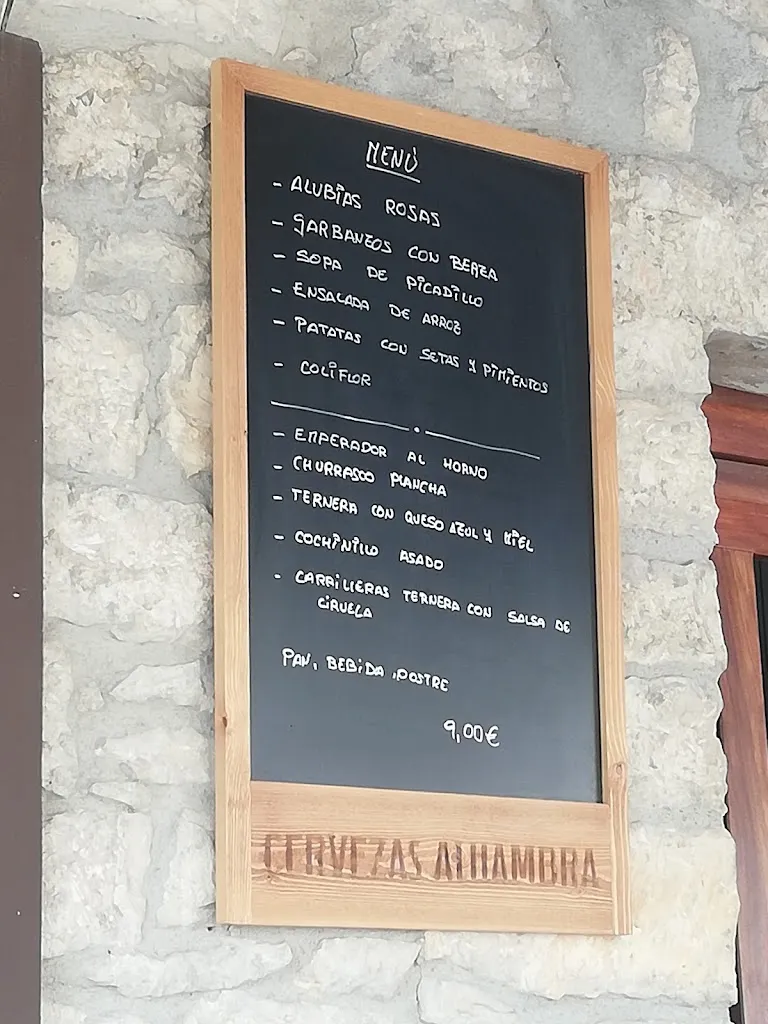 MENÙ
- ALUBIAS ROSAS
- GARBANZOS CON BERZA
- SOPA DE PICADILLO
- ENSALADA DE ARROZ
- PATATAS CON SETAS Y PIMIENTOS
- COLIFLOR
- EMPERADOR AL HORNO
- CHURRASCO PLANCHA
- TERNERA CON QUESO AZUL Y MIEL
- COCHINILLO ASADO
- CARRILLERAS TERNERA CON SALSA DE
CIRUELA
PAN, BEBIDA, POSTRE
9,00€
CERVEZAS ALHAMBRA